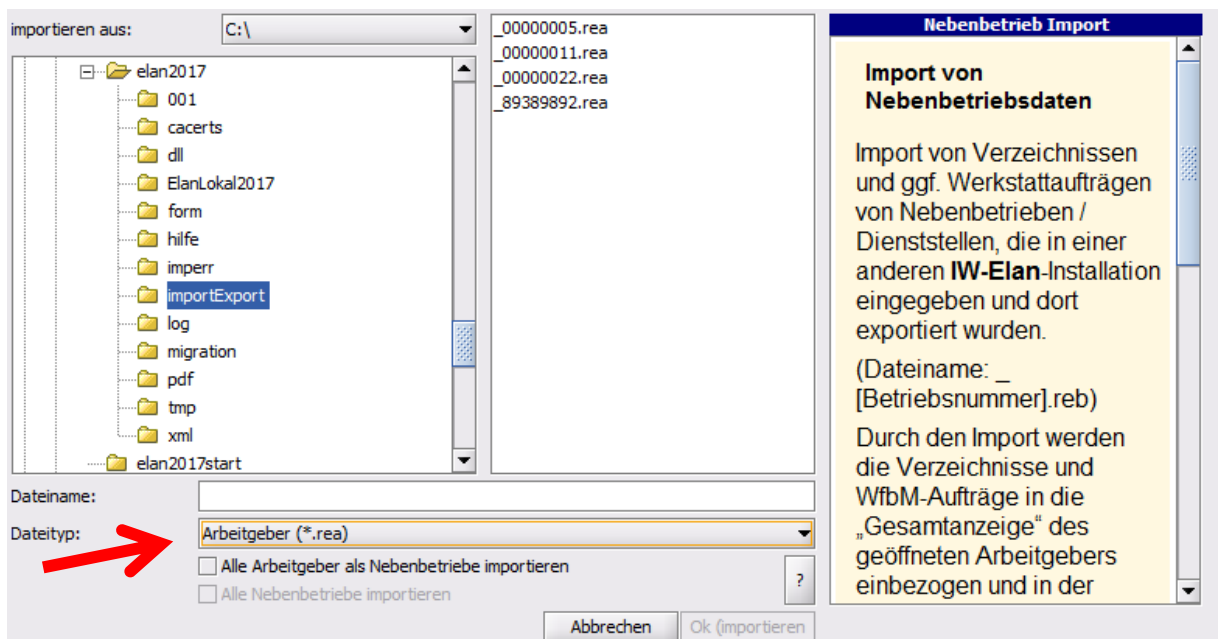 importieren aus:
C:\
elan2017
001
cacerts
dll
ElanLokal2017
form
hilfe
imperr
importExport
log
migration
pdf
tmp
xml
elan2017start
_00000005.rea
_00000011.rea
_00000022.rea
_89389892.rea
Dateiname:
Dateityp:
Arbeitgeber (*.rea)
Alle Arbeitgeber als Nebenbetriebe importieren
Alle Nebenbetriebe importieren
?
Abbrechen
Ok (importieren
Nebenbetrieb Import
Import von
Nebenbetriebsdaten
Import von Verzeichnissen
und ggf. Werkstattaufträgen
von Nebenbetrieben /
Dienststellen, die in einer
anderen IW-Elan-Installation
eingegeben und dort
exportiert wurden.
(Dateiname: _
[Betriebsnummer].reb)
Durch den Import werden
die Verzeichnisse und
WfbM-Aufträge in die
„Gesamtanzeige“ des
geöffneten Arbeitgebers
einbezogen und in der